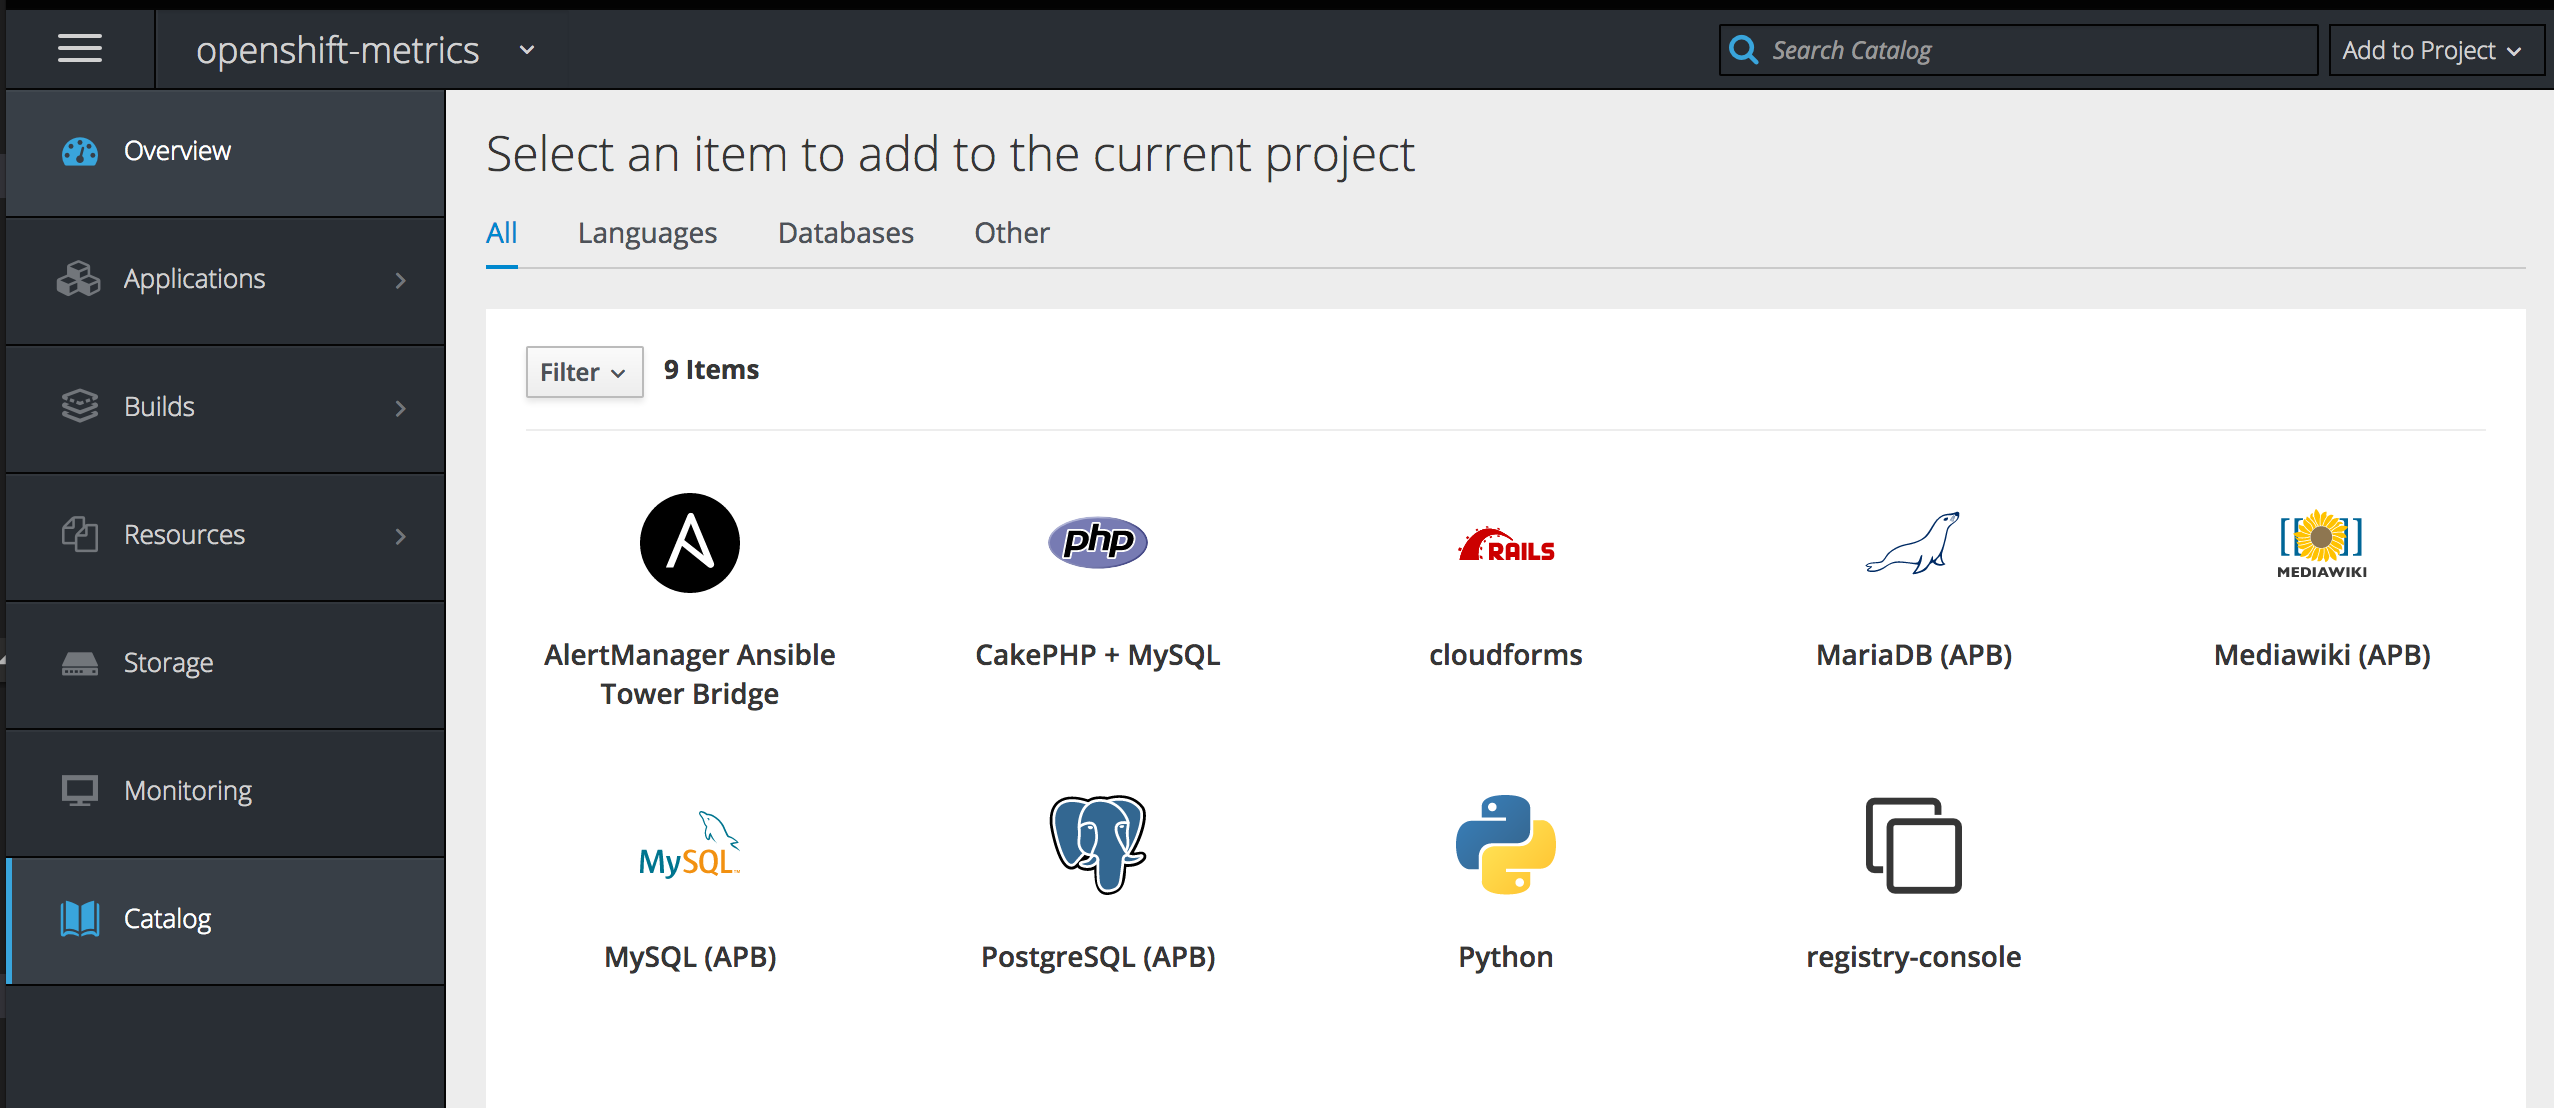 openshift-metrics
Search Catalog
Add to Project
Overview
Applications
Builds
Resources
Storage
Monitoring
Catalog
Select an item to add to the current project
All Languages Databases Other
Filter 9 Items
php
RAILS
MEDIAWIKI
AlertManager Ansible
Tower Bridge
CakePHP + MySQL
cloudforms
MariaDB (APB)
Mediawiki (APB)
MySQL™
MySQL (APB)
PostgreSQL (APB)
Python
registry-console